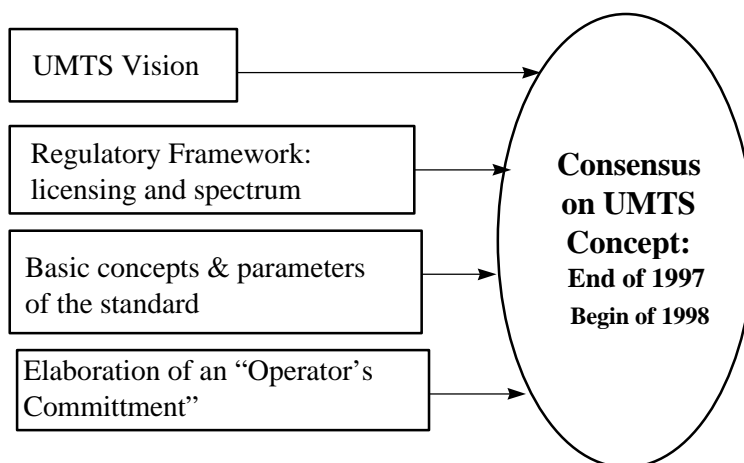 UMTS Vision
Regulatory Framework:
licensing and spectrum
Basic concepts & parameters
of the standard
Elaboration of an “Operator’s
Committment”
Consensus
on UMTS
Concept:
End of 1997
Begin of 1998